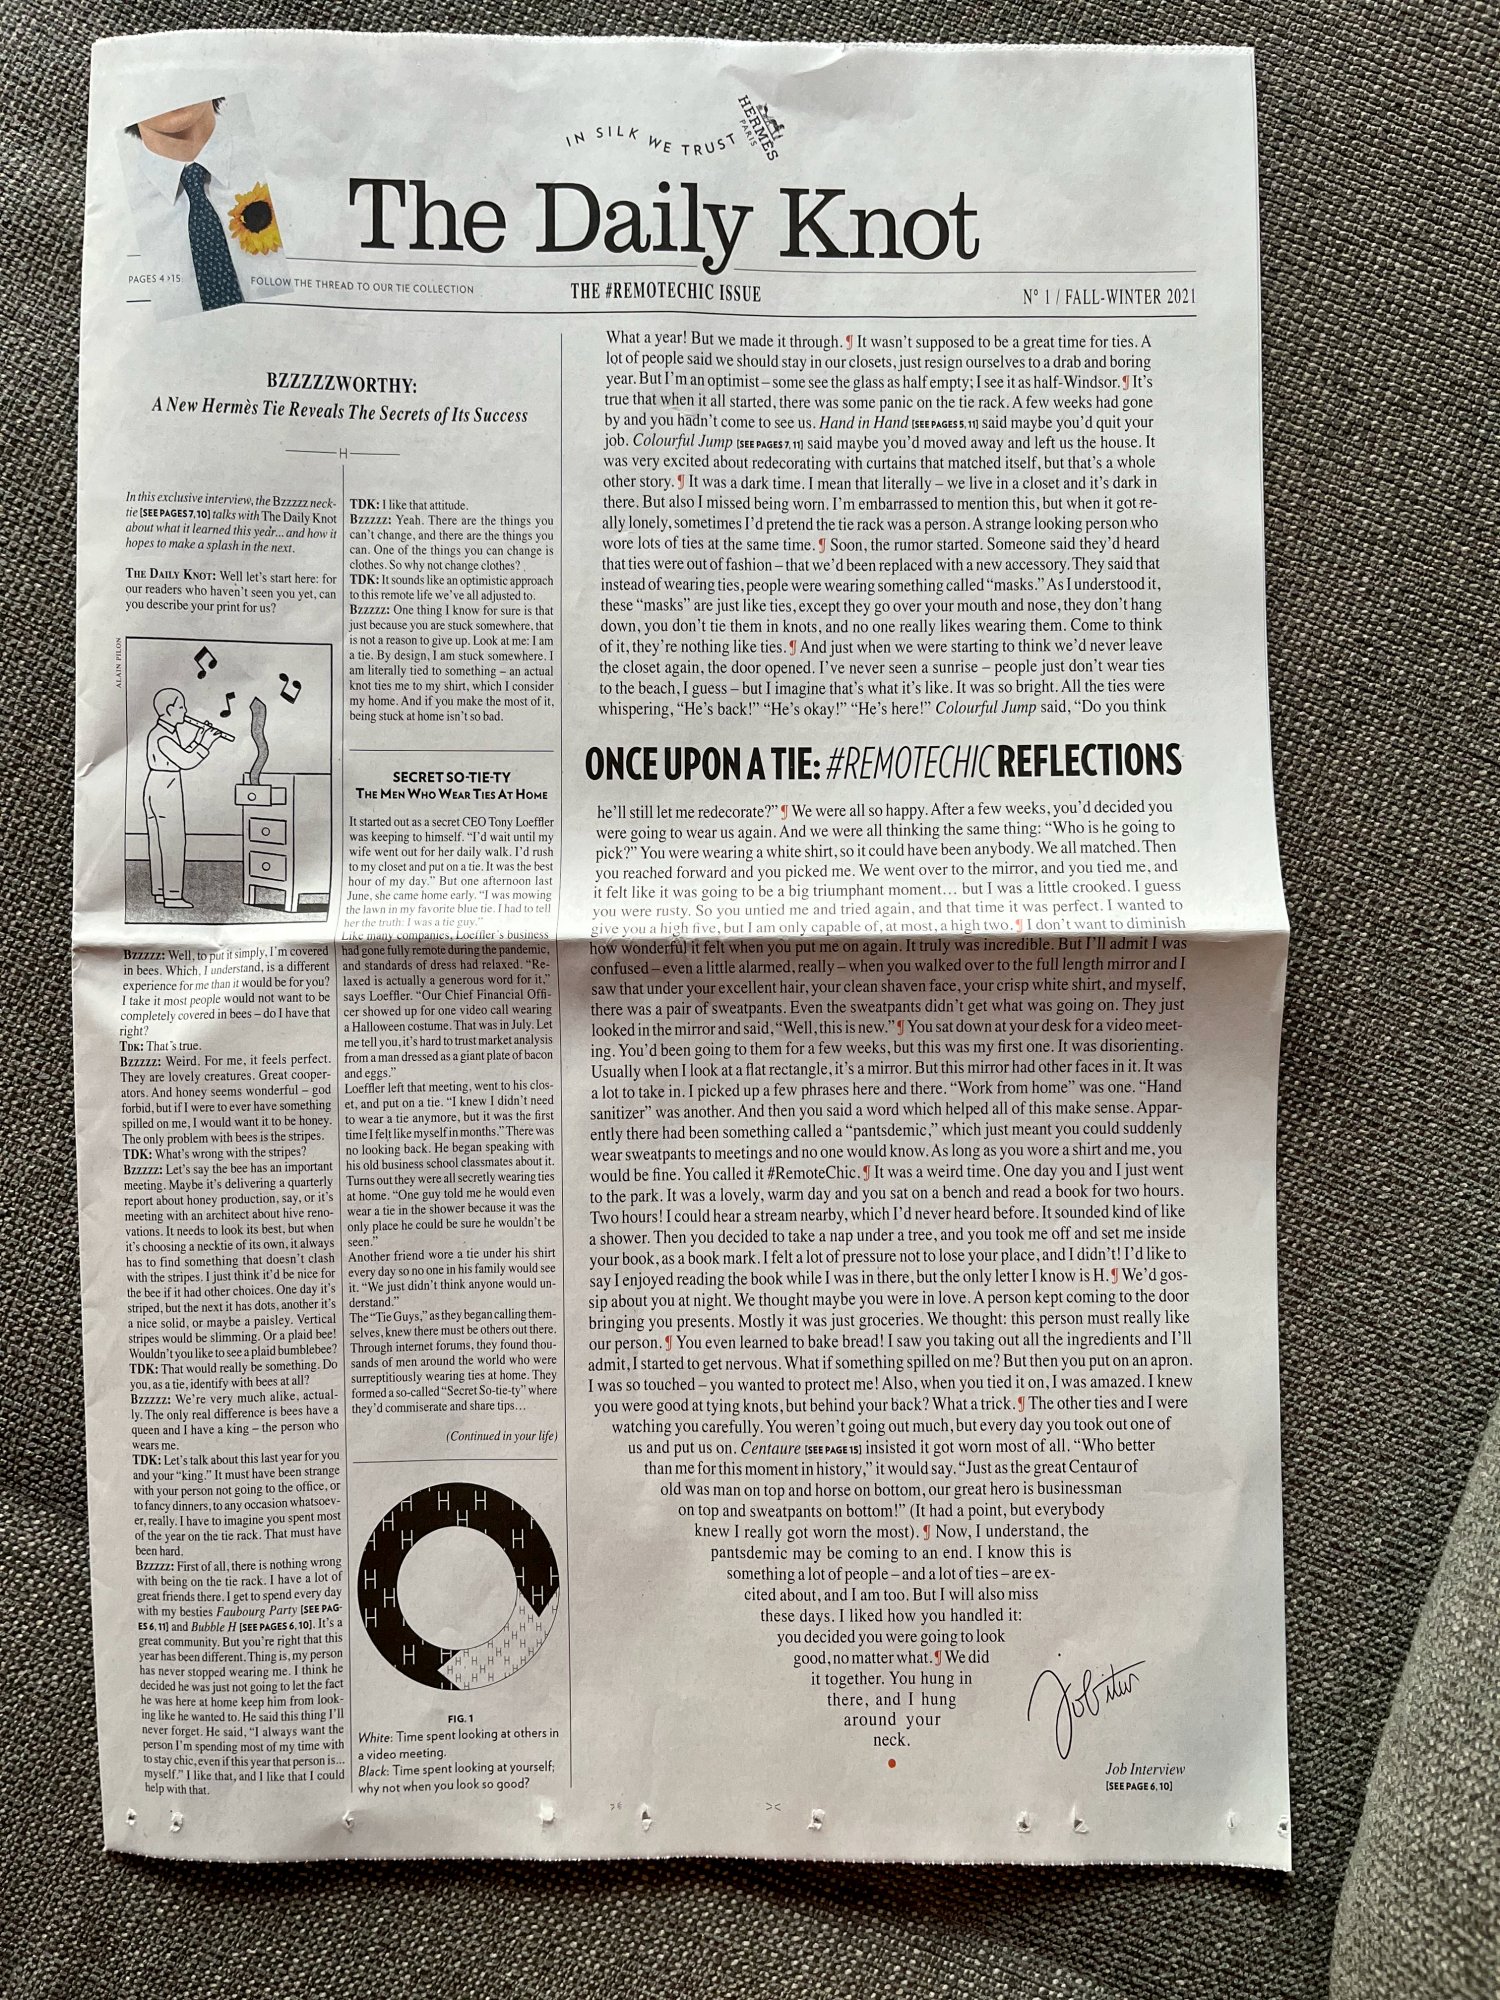 IN SILK WE TRUST
HERMÈS
PARIS
The Daily Knot
PAGES 4>15
FOLLOW THE THREAD TO OUR TIE COLLECTION
THE #REMOTECHIC ISSUE
N° 1 / FALL-WINTER 2021
BZZZZZWORTHY:
A New Hermès Tie Reveals The Secrets of Its Success
H
In this exclusive interview, the Bzzzzz neck-
tie [SEE PAGES 7, 10] talks with The Daily Knot
about what it learned this year... and how it
hopes to make a splash in the next.
THE DAILY KNOT: Well let's start here: for
our readers who haven't seen you yet, can
you describe your print for us?
ALAIN PILON
BZZZZZ: Well, to put it simply, I'm covered
in bees. Which, I understand, is a different
experience for me than it would be for you?
I take it most people would not want to be
completely covered in bees – do I have that
right?
TDK: That's true.
BZZZZZ: Weird. For me, it feels perfect.
They are lovely creatures. Great cooper-
ators. And honey seems wonderful – god
forbid, but if I were to ever have something
spilled on me, I would want it to be honey.
The only problem with bees is the stripes.
TDK: What's wrong with the stripes?
BZZZZZ: Let's say the bee has an important
meeting. Maybe it's delivering a quarterly
report about honey production, say, or it's
meeting with an architect about hive reno-
vations. It needs to look its best, but when
it's choosing a necktie of its own, it always
has to find something that doesn't clash
with the stripes. I just think it'd be nice for
the bee if it had other choices. One day it's
striped, but the next it has dots, another it's
a nice solid, or maybe a paisley. Vertical
stripes would be slimming. Or a plaid bee!
Wouldn't you like to see a plaid bumblebee?
TDK: That would really be something. Do
you, as a tie, identify with bees at all?
BZZZZZ: We're very much alike, actual-
ly. The only real difference is bees have a
queen and I have a king – the person who
wears me.
TDK: Let's talk about this last year for you
and your "king." It must have been strange
with your person not going to the office, or
to fancy dinners, to any occasion whatsoev-
er, really. I have to imagine you spent most
of the year on the tie rack. That must have
been hard.
BZZZZZ: First of all, there is nothing wrong
with being on the tie rack. I have a lot of
great friends there. I get to spend every day
with my besties Faubourg Party [SEE PAG-
ES 6, 11] and Bubble H [SEE PAGES 6, 10]. It's a
great community. But you're right that this
year has been different. Thing is, my person
has never stopped wearing me. I think he
decided he was just not going to let the fact
he was here at home keep him from look-
ing like he wanted to. He said this thing I'll
never forget. He said, "I always want the
person I'm spending most of my time with
to stay chic, even if this year that person is...
myself." I like that, and I like that I could
help with that.
TDK: I like that attitude.
BZZZZZ: Yeah. There are the things you
can't change, and there are the things you
can. One of the things you can change is
clothes. So why not change clothes?
TDK: It sounds like an optimistic approach
to this remote life we've all adjusted to.
BZZZZZ: One thing I know for sure is that
just because you are stuck somewhere, that
is not a reason to give up. Look at me: I am
a tie. By design, I am stuck somewhere. I
am literally tied to something – an actual
knot ties me to my shirt, which I consider
my home. And if you make the most of it,
being stuck at home isn't so bad.
SECRET SO-TIE-TY
THE MEN WHO WEAR TIES AT HOME
It started out as a secret CEO Tony Loeffler
was keeping to himself. "I'd wait until my
wife went out for her daily walk. I'd rush
to my closet and put on a tie. It was the best
hour of my day." But one afternoon last
June, she came home early. "I was mowing
the lawn in my favorite blue tie. I had to tell
her the truth: I was a tie guy."
Like many companies, Loeffler's business
had gone fully remote during the pandemic,
and standards of dress had relaxed. "Re-
laxed is actually a generous word for it,"
says Loeffler. "Our Chief Financial Offi-
cer showed up for one video call wearing
a Halloween costume. That was in July. Let
me tell you, it's hard to trust market analysis
from a man dressed as a giant plate of bacon
and eggs."
Loeffler left that meeting, went to his clos-
et, and put on a tie. "I knew I didn't need
to wear a tie anymore, but it was the first
time I felt like myself in months." There was
no looking back. He began speaking with
his old business school classmates about it.
Turns out they were all secretly wearing ties
at home. "One guy told me he would even
wear a tie in the shower because it was the
only place he could be sure he wouldn't be
seen."
Another friend wore a tie under his shirt
every day so no one in his family would see
it. "We just didn't think anyone would un-
derstand."
The "Tie Guys," as they began calling them-
selves, knew there must be others out there.
Through internet forums, they found thou-
sands of men around the world who were
surreptitiously wearing ties at home. They
formed a so-called "Secret So-tie-ty" where
they'd commiserate and share tips...
(Continued in your life)
FIG. 1
White: Time spent looking at others in
a video meeting.
Black: Time spent looking at yourself;
why not when you look so good?
What a year! But we made it through. ¶ It wasn't supposed to be a great time for ties. A
lot of people said we should stay in our closets, just resign ourselves to a drab and boring
year. But I'm an optimist – some see the glass as half empty; I see it as half-Windsor. ¶ It's
true that when it all started, there was some panic on the tie rack. A few weeks had gone
by and you hadn't come to see us. Hand in Hand [SEE PAGES 5, 11] said maybe you'd quit your
job. Colourful Jump [SEE PAGES 7, 11] said maybe you'd moved away and left us the house. It
was very excited about redecorating with curtains that matched itself, but that's a whole
other story. ¶ It was a dark time. I mean that literally – we live in a closet and it's dark in
there. But also I missed being worn. I'm embarrassed to mention this, but when it got re-
ally lonely, sometimes I'd pretend the tie rack was a person. A strange looking person who
wore lots of ties at the same time. ¶ Soon, the rumor started. Someone said they'd heard
that ties were out of fashion – that we'd been replaced with a new accessory. They said that
instead of wearing ties, people were wearing something called "masks." As I understood it,
these "masks" are just like ties, except they go over your mouth and nose, they don't hang
down, you don't tie them in knots, and no one really likes wearing them. Come to think
of it, they're nothing like ties. ¶ And just when we were starting to think we'd never leave
the closet again, the door opened. I've never seen a sunrise – people just don't wear ties
to the beach, I guess – but I imagine that's what it's like. It was so bright. All the ties were
whispering, "He's back!" "He's okay!" "He's here!" Colourful Jump said, "Do you think
ONCE UPON A TIE: #REMOTECHIC REFLECTIONS
he'll still let me redecorate?" ¶ We were all so happy. After a few weeks, you'd decided you
were going to wear us again. And we were all thinking the same thing: "Who is he going to
pick?" You were wearing a white shirt, so it could have been anybody. We all matched. Then
you reached forward and you picked me. We went over to the mirror, and you tied me, and
it felt like it was going to be a big triumphant moment... but I was a little crooked. I guess
you were rusty. So you untied me and tried again, and that time it was perfect. I wanted to
give you a high five, but I am only capable of, at most, a high two. ¶ I don't want to diminish
how wonderful it felt when you put me on again. It truly was incredible. But I'll admit I was
confused – even a little alarmed, really – when you walked over to the full length mirror and I
saw that under your excellent hair, your clean shaven face, your crisp white shirt, and myself,
there was a pair of sweatpants. Even the sweatpants didn't get what was going on. They just
looked in the mirror and said, "Well, this is new." ¶ You sat down at your desk for a video meet-
ing. You'd been going to them for a few weeks, but this was my first one. It was disorienting.
Usually when I look at a flat rectangle, it's a mirror. But this mirror had other faces in it. It was
a lot to take in. I picked up a few phrases here and there. "Work from home" was one. "Hand
sanitizer" was another. And then you said a word which helped all of this make sense. Appar-
ently there had been something called a "pantsdemic," which just meant you could suddenly
wear sweatpants to meetings and no one would know. As long as you wore a shirt and me, you
would be fine. You called it #RemoteChic. ¶ It was a weird time. One day you and I just went
to the park. It was a lovely, warm day and you sat on a bench and read a book for two hours.
Two hours! I could hear a stream nearby, which I'd never heard before. It sounded kind of like
a shower. Then you decided to take a nap under a tree, and you took me off and set me inside
your book, as a book mark. I felt a lot of pressure not to lose your place, and I didn't! I'd like to
say I enjoyed reading the book while I was in there, but the only letter I know is H. ¶ We'd gos-
sip about you at night. We thought maybe you were in love. A person kept coming to the door
bringing you presents. Mostly it was just groceries. We thought: this person must really like
our person. ¶ You even learned to bake bread! I saw you taking out all the ingredients and I'll
admit, I started to get nervous. What if something spilled on me? But then you put on an apron.
I was so touched – you wanted to protect me! Also, when you tied it on, I was amazed. I knew
you were good at tying knots, but behind your back? What a trick. ¶ The other ties and I were
watching you carefully. You weren't going out much, but every day you took out one of
us and put us on. Centaure [SEE PAGE 15] insisted it got worn most of all. "Who better
than me for this moment in history," it would say. "Just as the great Centaur of
old was man on top and horse on bottom, our great hero is businessman
on top and sweatpants on bottom!" (It had a point, but everybody
knew I really got worn the most). ¶ Now, I understand, the
pantsdemic may be coming to an end. I know this is
something a lot of people – and a lot of ties – are ex-
cited about, and I am too. But I will also miss
these days. I liked how you handled it:
you decided you were going to look
good, no matter what. ¶ We did
it together. You hung in
there, and I hung
around your
neck.
Job Interview
[SEE PAGE 6, 10]